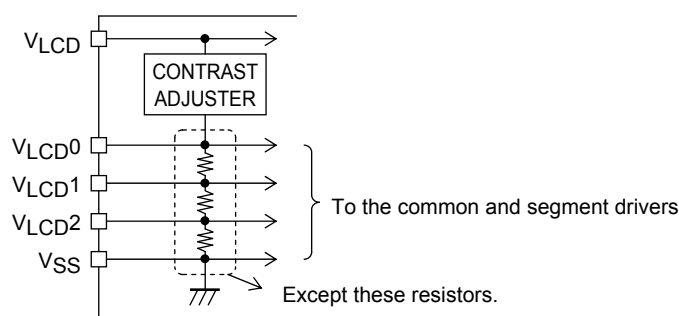 VLCD
CONTRAST
ADJUSTER
VLCD0
VLCD1
VLCD2
VSS
To the common and segment drivers
Except these resistors.